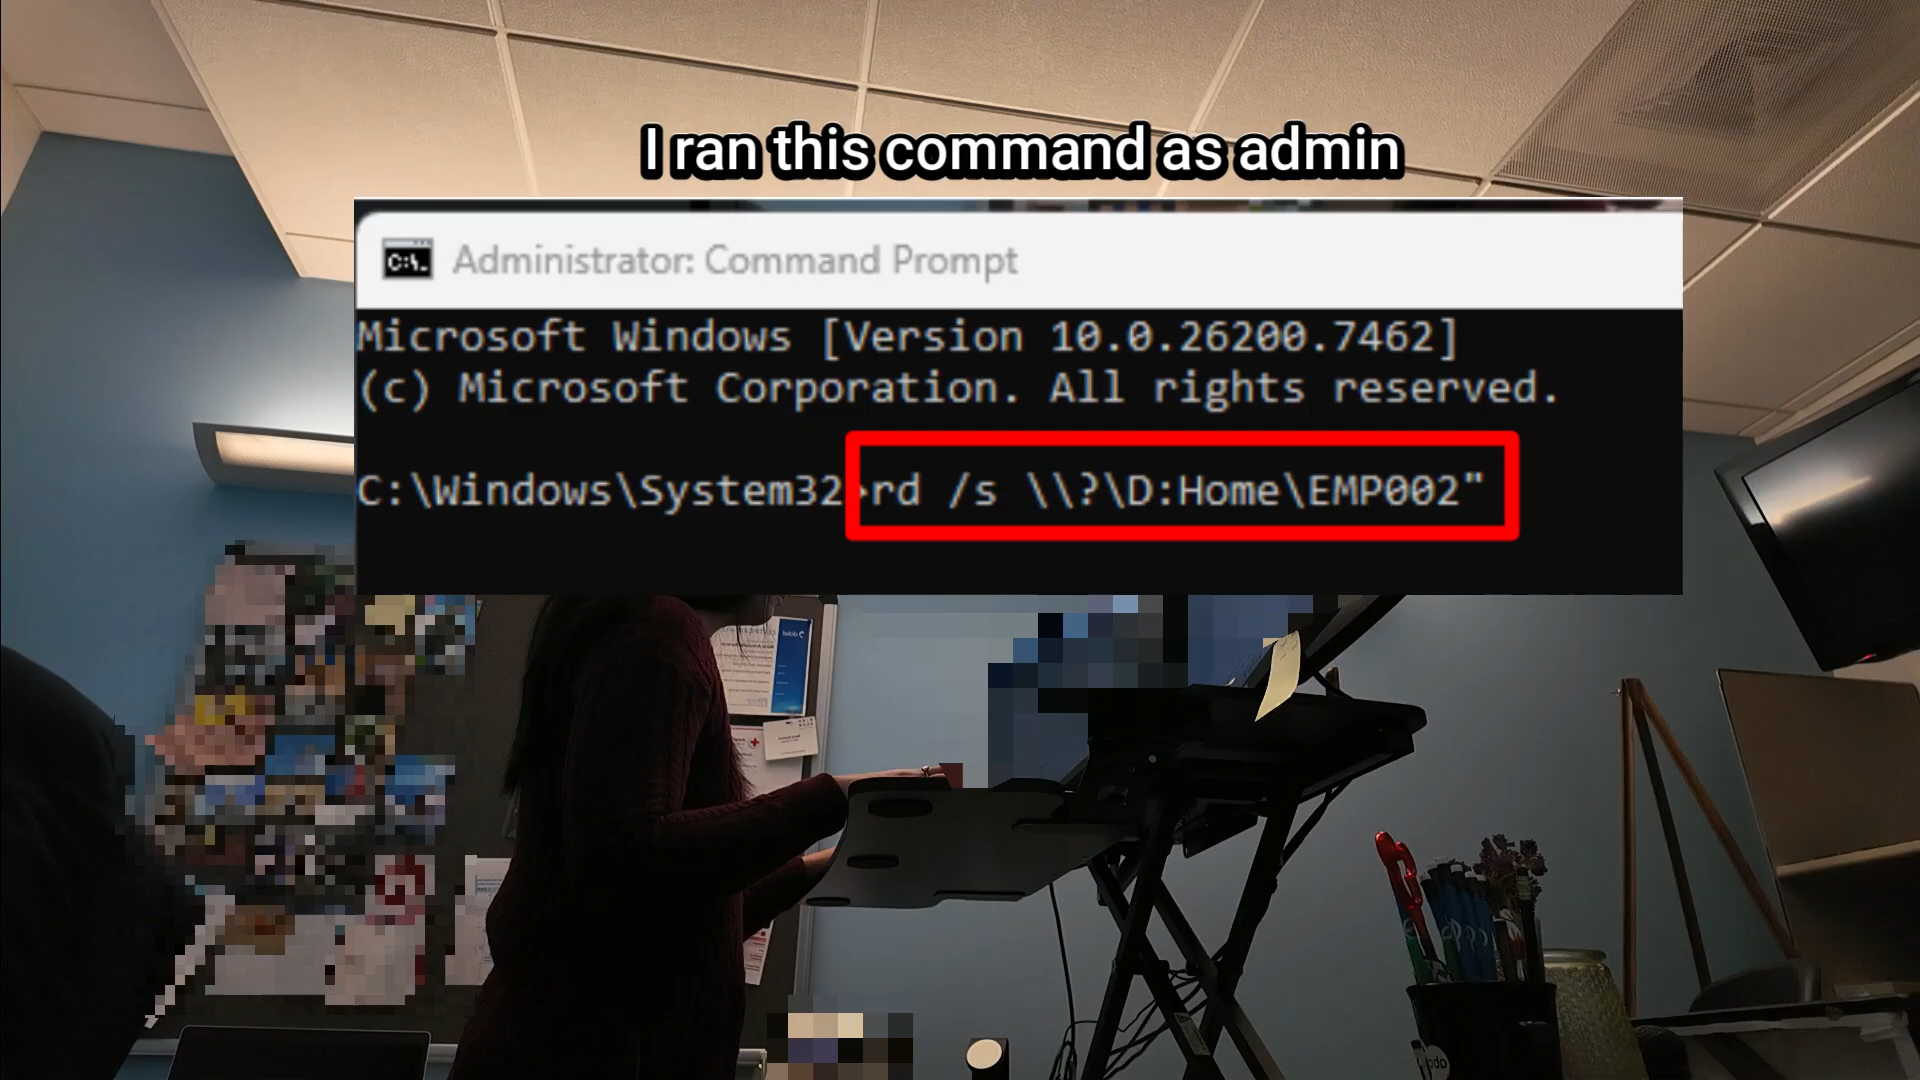 I ran this command as admin
C:\. Administrator: Command Prompt
Microsoft Windows [Version 10.0.26200.7462]
(c) Microsoft Corporation. All rights reserved.
C:\Windows\System32>rd /s \\?\D:Home\EMP002"